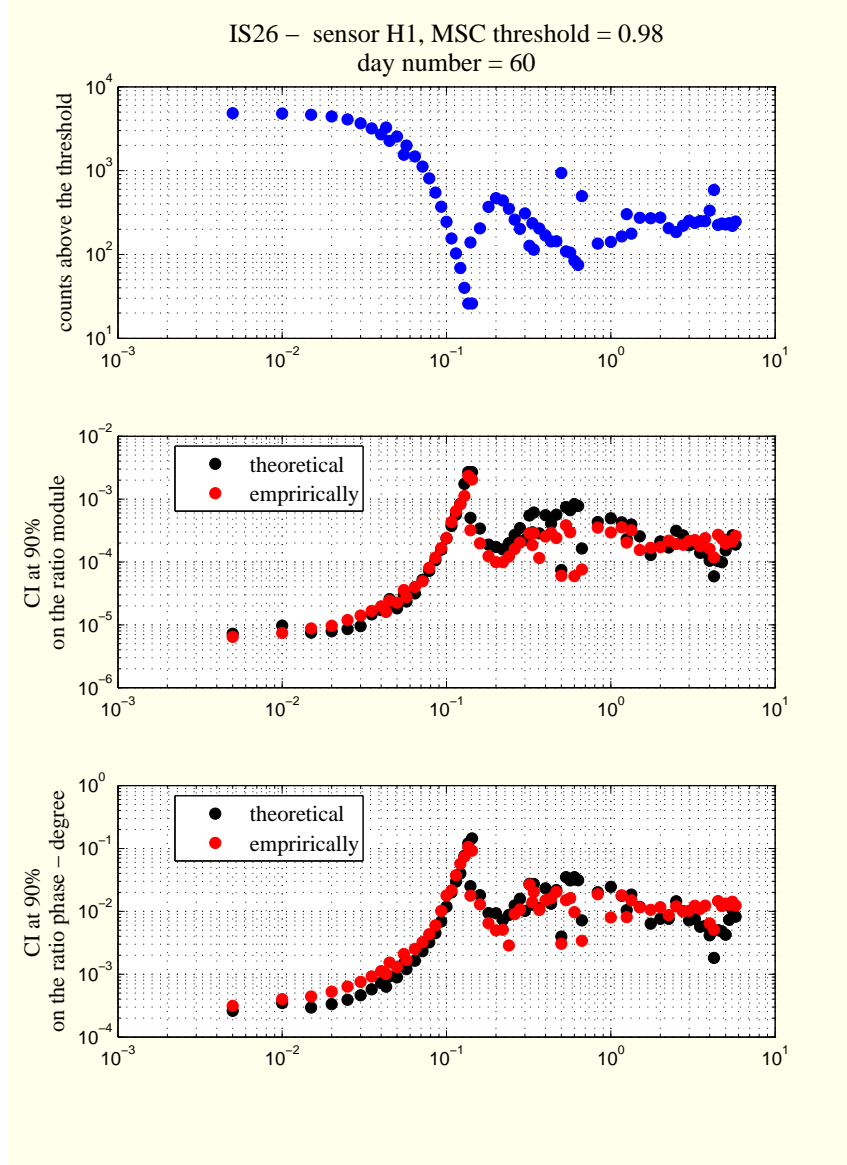 IS26 – sensor H1, MSC threshold = 0.98
day number = 60
counts above the threshold
10^4
10^3
10^2
10^1
10^−3
10^−2
10^−1
10^0
10^1
CI at 90%
on the ratio module
10^−2
10^−3
10^−4
10^−5
10^−6
theoretical
emprirically
10^−3
10^−2
10^−1
10^0
10^1
CI at 90%
on the ratio phase − degree
10^0
10^−1
10^−2
10^−3
10^−4
theoretical
emprirically
10^−3
10^−2
10^−1
10^0
10^1